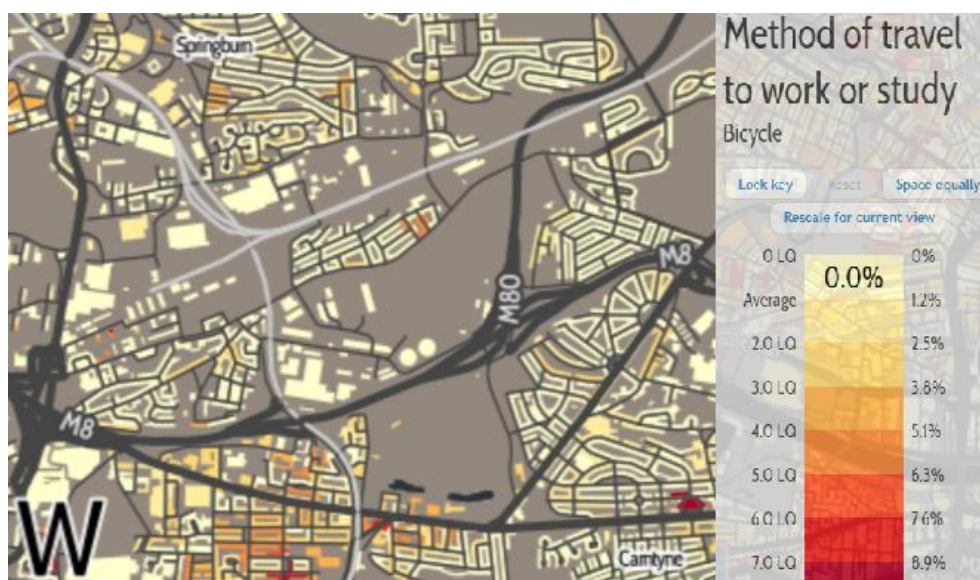 Springburn
M80
M8
M8
W
Carntyne
Method of travel
to work or study
Bicycle
Lock key
Reset
Space equally
Rescale for current view
0 LQ
0%
0.0%
Average
1.2%
2.0 LQ
2.5%
3.0 LQ
3.8%
4.0 LQ
5.1%
5.0 LQ
6.3%
6.0 LQ
7.6%
7.0 LQ
8.9%